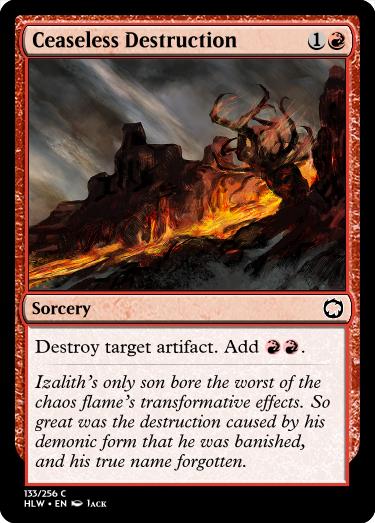 Ceaseless Destruction 1
Sorcery
Destroy target artifact. Add .
Izalith's only son bore the worst of the
chaos flame's transformative effects. So
great was the destruction caused by his
demonic form that he was banished,
and his true name forgotten.
133/256 C
HLW • EN Jack